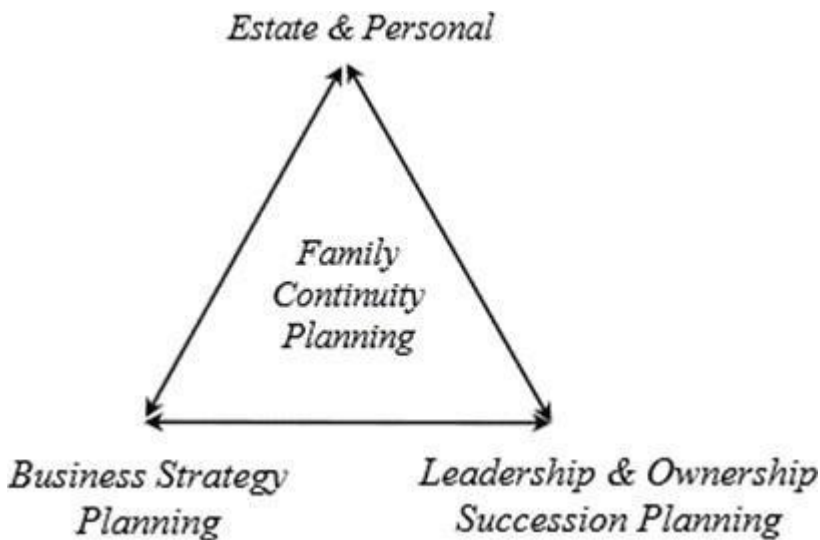 Estate & Personal
Family
Continuity
Planning
Business Strategy
Planning
Leadership & Ownership
Succession Planning